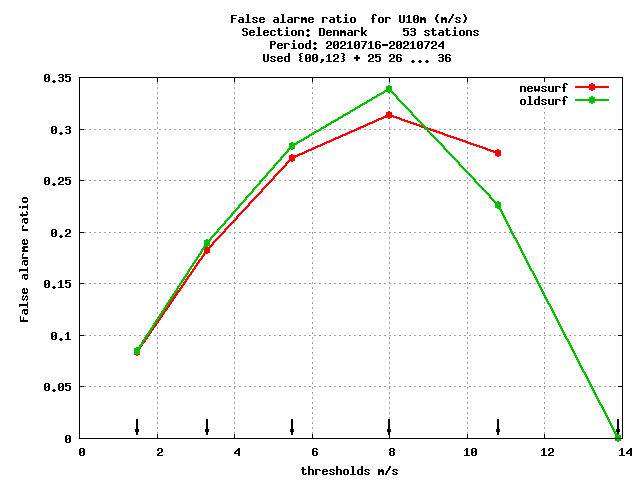 False alarme ratio for U10m (m/s)
Selection: Denmark 53 stations
Period: 20210716-20210724
Used {00,12} + 25 26 ... 36
newsurf
oldsurf
0.35
0.3
0.25
0.2
0.15
0.1
0.05
0
False alarme ratio
0 2 4 6 8 10 12 14
thresholds m/s